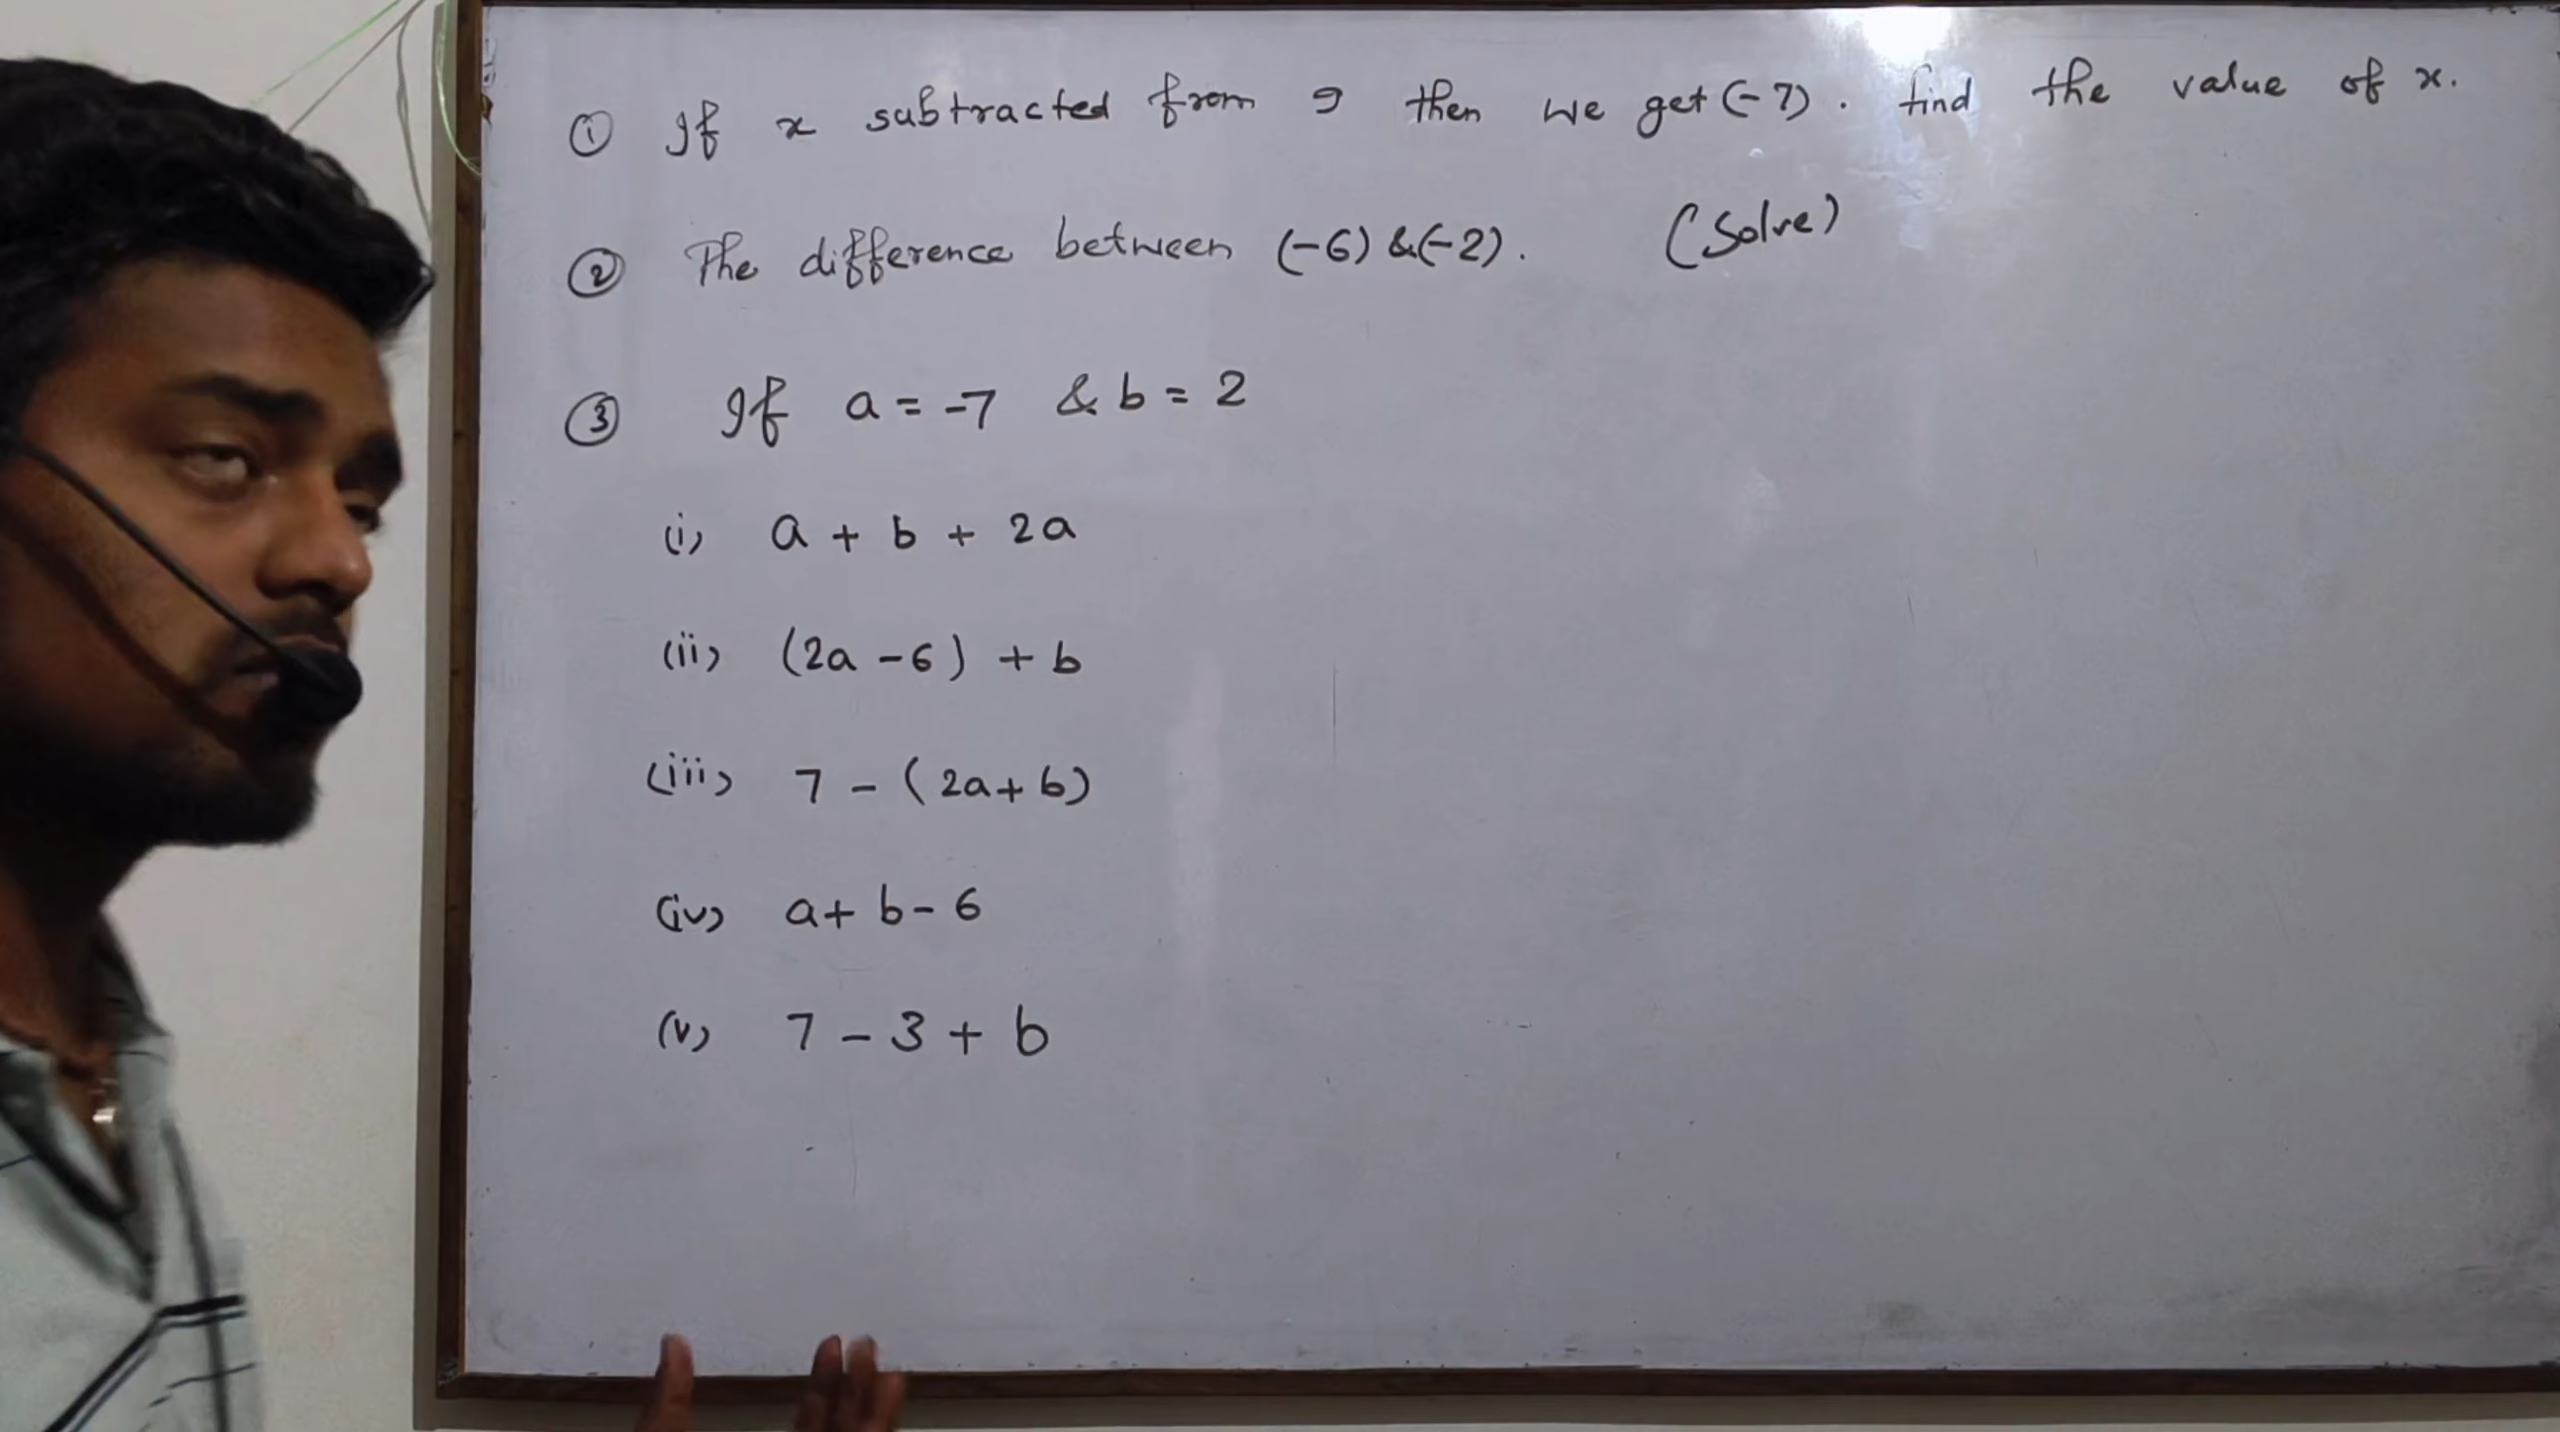 ① If x subtracted from 9 then we get (-7). find the value of x.
② The difference between (-6) & (-2). (Solve)
③ If a = -7 & b = 2
(i) a + b + 2a
(ii) (2a - 6) + b
(iii) 7 - (2a + b)
(iv) a + b - 6
(v) 7 - 3 + b